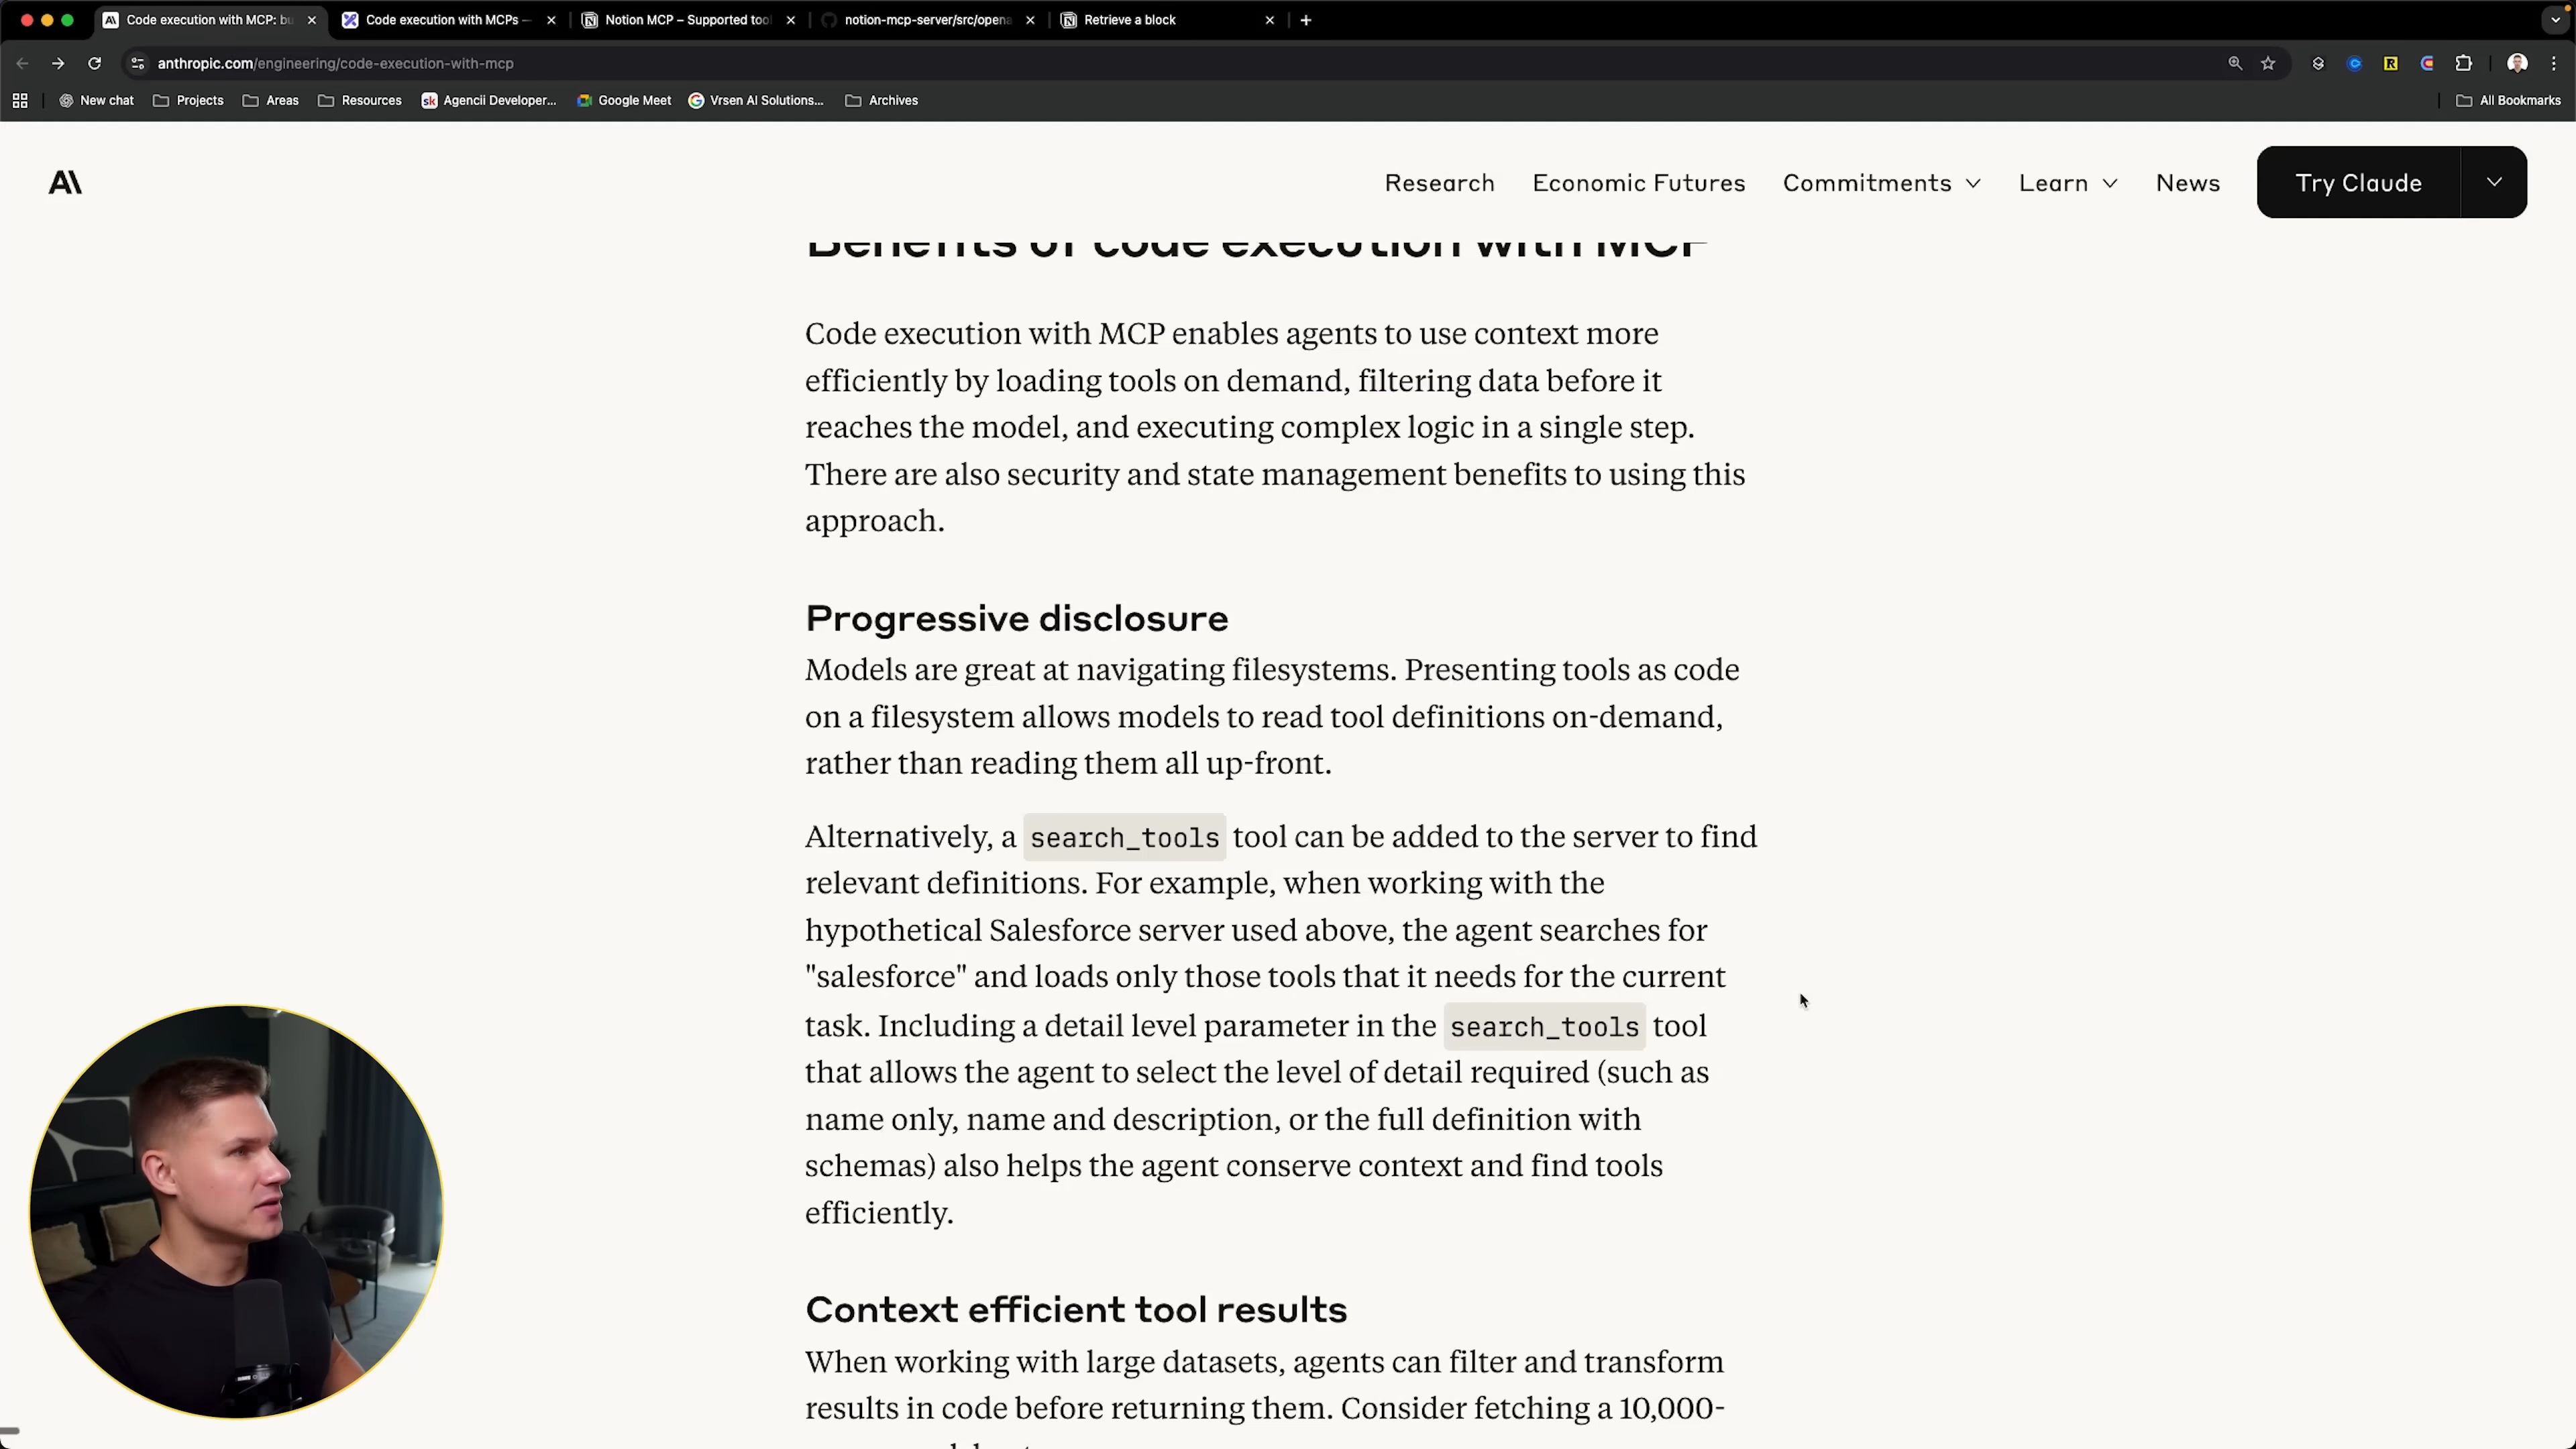 Code execution with MCP: bu
Code execution with MCPs –
Notion MCP – Supported tool
notion-mcp-server/src/opena
Retrieve a block
anthropic.com/engineering/code-execution-with-mcp
New chat
Projects
Areas
Resources
Agencii Developer...
Google Meet
Vrsen AI Solutions...
Archives
All Bookmarks
Research
Economic Futures
Commitments
Learn
News
Try Claude
Benefits of code execution with MCP
Code execution with MCP enables agents to use context more
efficiently by loading tools on demand, filtering data before it
reaches the model, and executing complex logic in a single step.
There are also security and state management benefits to using this
approach.
Progressive disclosure
Models are great at navigating filesystems. Presenting tools as code
on a filesystem allows models to read tool definitions on-demand,
rather than reading them all up-front.
Alternatively, a search_tools tool can be added to the server to find
relevant definitions. For example, when working with the
hypothetical Salesforce server used above, the agent searches for
"salesforce" and loads only those tools that it needs for the current
task. Including a detail level parameter in the search_tools tool
that allows the agent to select the level of detail required (such as
name only, name and description, or the full definition with
schemas) also helps the agent conserve context and find tools
efficiently.
Context efficient tool results
When working with large datasets, agents can filter and transform
results in code before returning them. Consider fetching a 10,000-